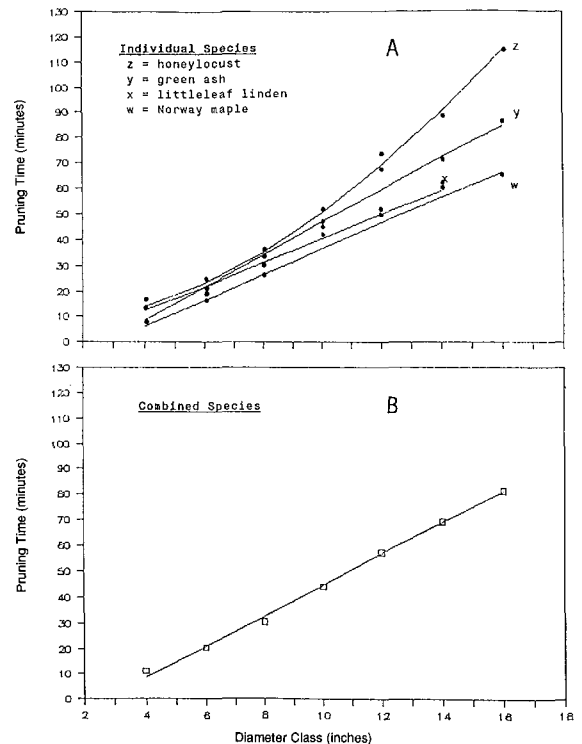 130
120
110
100
90
80
70
60
50
40
30
20
10
0
Pruning Time (minutes)
Individual Species
z = honeylocust
y = green ash
x = littleleaf linden
w = Norway maple
A
z
y
x
w
130
120
110
100
90
80
70
60
50
40
30
20
10
0
Pruning Time (minutes)
Combined Species
B
2 4 6 8 10 12 14 16 18
Diameter Class (inches)